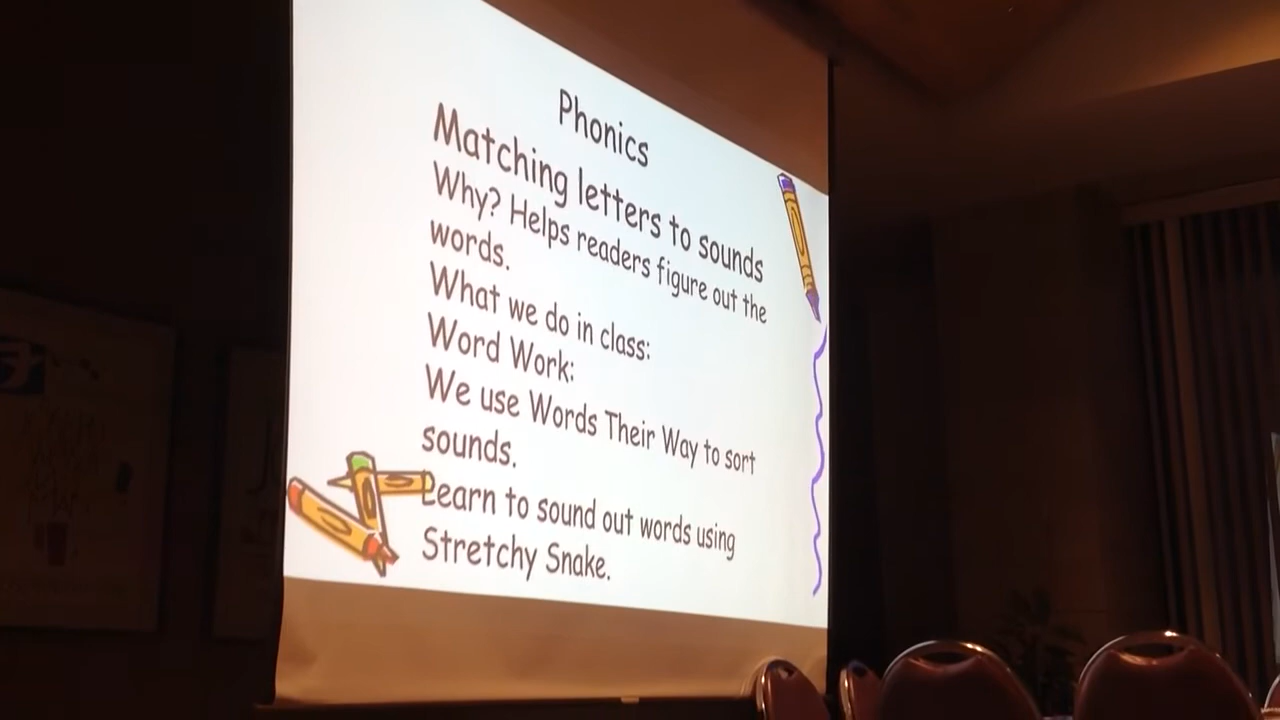 Phonics
Matching letters to sounds
Why? Helps readers figure out the
words.
What we do in class:
Word Work:
We use Words Their Way to sort
sounds.
Learn to sound out words using
Stretchy Snake.